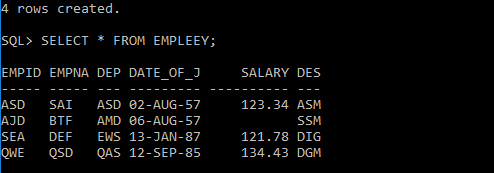 4 rows created.
SQL> SELECT * FROM EMPLEEY;
EMPID EMPNA DEP DATE_OF_J     SALARY DES
----- ----- --- --------- ---------- ---
ASD   SAI   ASD 02-AUG-57     123.34 ASM
AJD   BTF   AMD 06-AUG-57            SSM
SEA   DEF   EWS 13-JAN-87     121.78 DIG
QWE   QSD   QAS 12-SEP-85     134.43 DGM